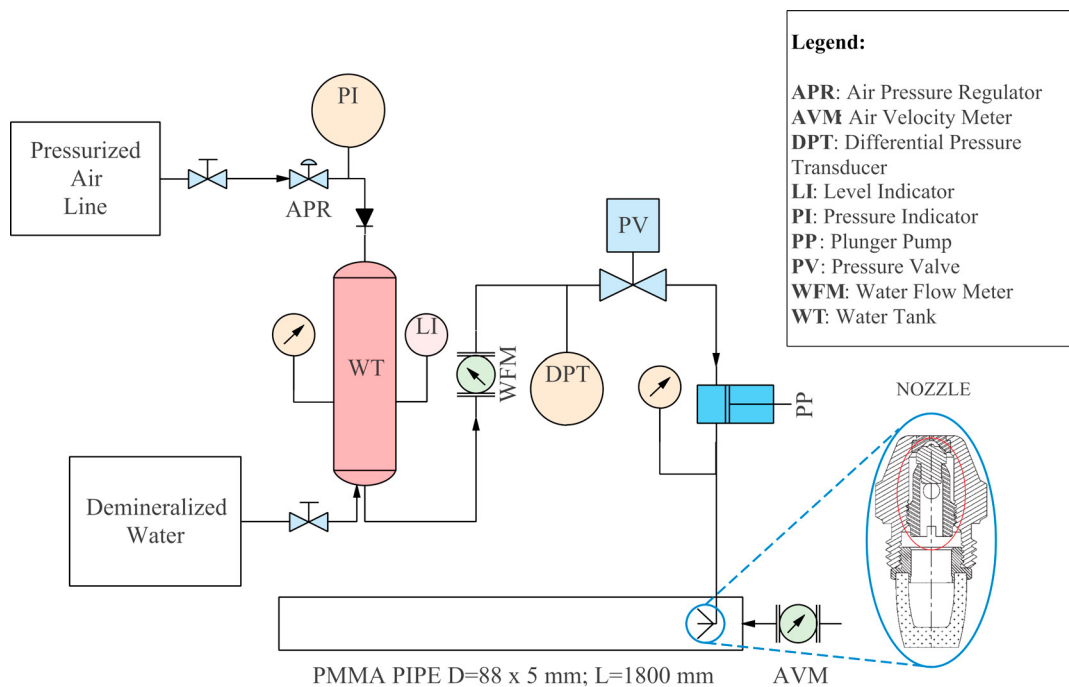 PI
Pressurized
Air
Line
APR
PV
WT
LI
WFM
DPT
PP
Demineralized
Water
PMMA PIPE D=88 x 5 mm; L=1800 mm
AVM
NOZZLE
Legend:
APR: Air Pressure Regulator
AVM: Air Velocity Meter
DPT: Differential Pressure
Transducer
LI: Level Indicator
PI: Pressure Indicator
PP: Plunger Pump
PV: Pressure Valve
WFM: Water Flow Meter
WT: Water Tank